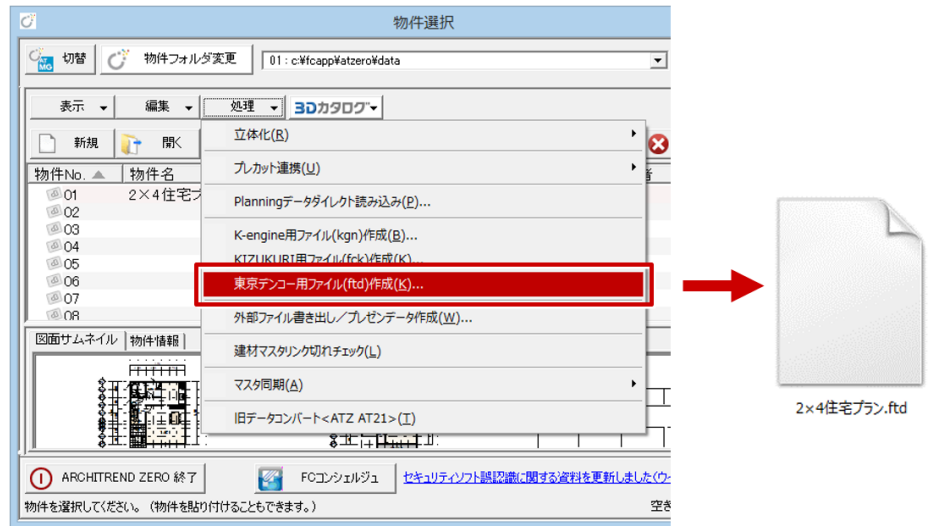 物件選択
切替
物件フォルダ変更
01 : c:¥fcapp¥atzero¥data
表示
編集
処理
3Dカタログ
新規
開く
物件No.
物件名
01
2×4住宅プ
02
03
04
05
06
07
08
立体化(R)
プレカット連携(U)
Planningデータダイレクト読み込み(P)...
K-engine用ファイル(kgn)作成(B)...
KIZUKURI用ファイル(fck)作成(K)...
東京デンコー用ファイル(ftd)作成(K)...
外部ファイル書き出し／プレゼンデータ作成(W)...
建材マスタリンク切れチェック(L)
マスタ同期(A)
旧データコンバート<ATZ AT21>(T)
図面サムネイル
物件情報
ARCHITREND ZERO 終了
FCコンシェルジュ
セキュリティソフト誤認識に関する資料を更新しました(ウ
物件を選択してください。（物件を貼り付けることもできます。）
空き
2×4住宅プラン.ftd